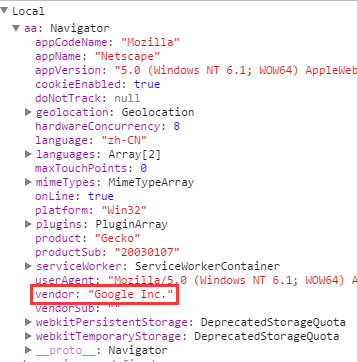 Local
aa: Navigator
appCodeName: "Mozilla"
appName: "Netscape"
appVersion: "5.0 (Windows NT 6.1; WOW64) AppleWeb
cookieEnabled: true
doNotTrack: null
geolocation: Geolocation
hardwareConcurrency: 8
language: "zh-CN"
languages: Array[2]
maxTouchPoints: 0
mimeTypes: MimeTypeArray
onLine: true
platform: "Win32"
plugins: PluginArray
product: "Gecko"
productSub: "20030107"
serviceWorker: ServiceWorkerContainer
userAgent: "Mozilla/5.0 (Windows NT 6.1; WOW64) A
vendor: "Google Inc."
vendorSub: ""
webkitPersistentStorage: DeprecatedStorageQuota
webkitTemporaryStorage: DeprecatedStorageQuota
__proto__: Navigator